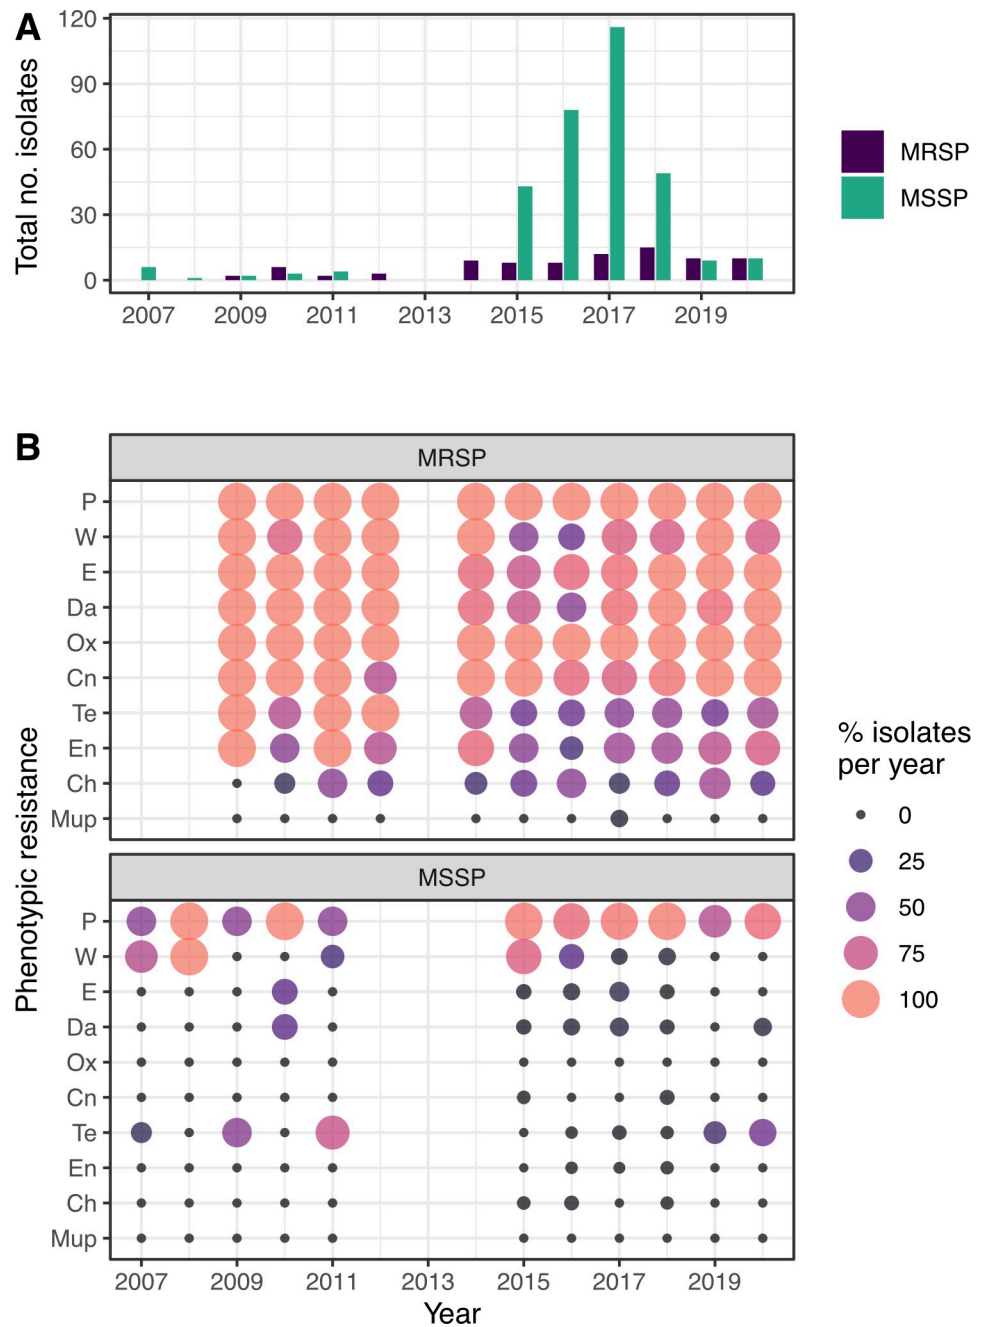 A
Total no. isolates
120
90
60
30
0
2007 2009 2011 2013 2015 2017 2019
MRSP
MSSP
B
Phenotypic resistance
MRSP
P
W
E
Da
Ox
Cn
Te
En
Ch
Mup
MSSP
P
W
E
Da
Ox
Cn
Te
En
Ch
Mup
2007 2009 2011 2013 2015 2017 2019
Year
% isolates
per year
0
25
50
75
100